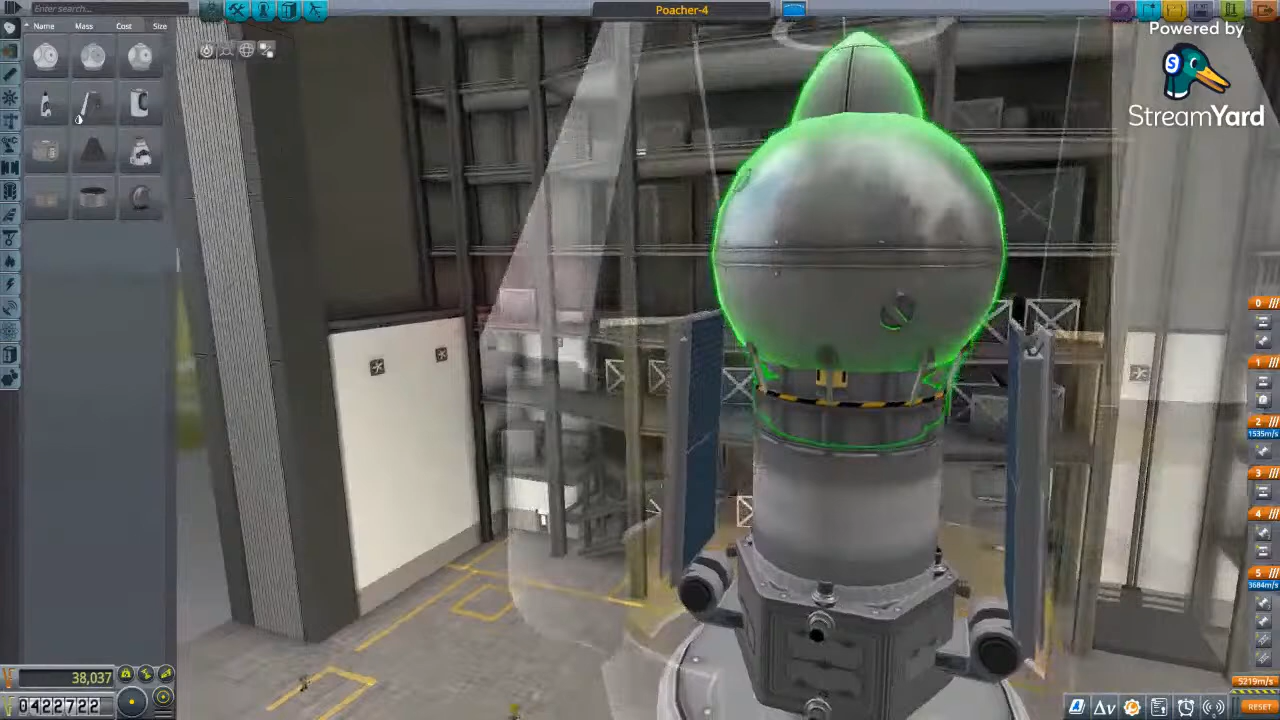 Enter search...
Poacher-4
Powered by
S
StreamYard
Name Mass Cost Size
0
1
2
1535m/s
3
4
5
3684m/s
38,037
0422722
5219m/s
Δv
RESET